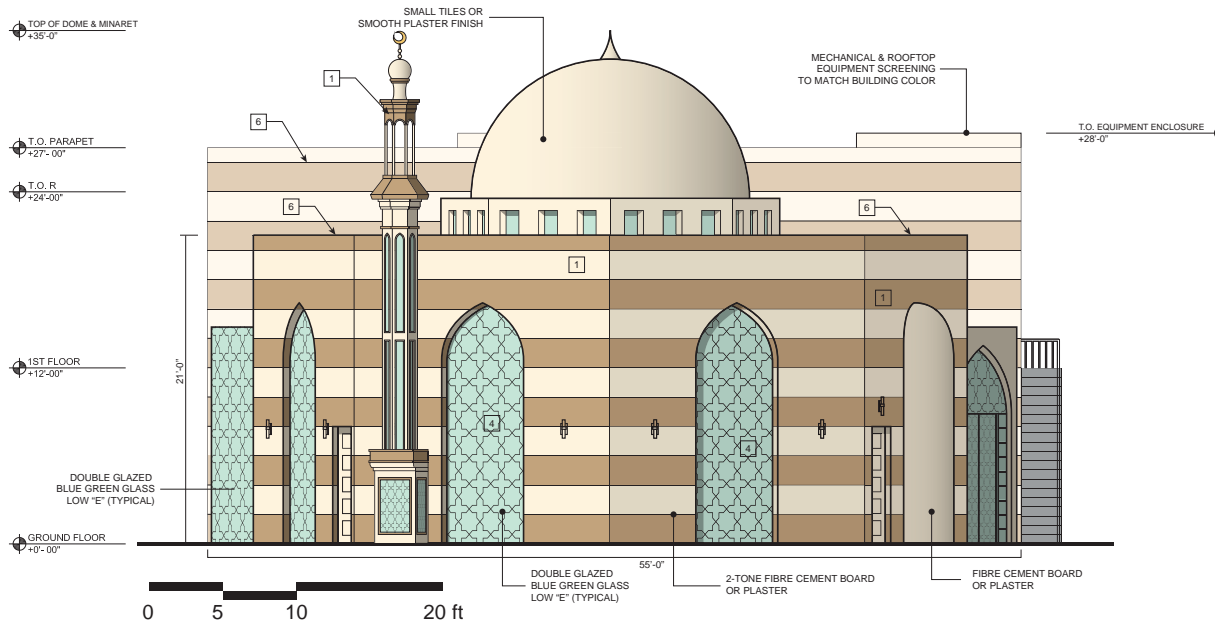 SMALL TILES OR
SMOOTH PLASTER FINISH
TOP OF DOME & MINARET
+35'-0"
MECHANICAL & ROOFTOP
EQUIPMENT SCREENING
TO MATCH BUILDING COLOR
1
6
T.O. PARAPET
+27'- 00"
T.O. EQUIPMENT ENCLOSURE
+28'-0"
T.O. R
+24'-00"
6
6
1
1
1ST FLOOR
+12'-00"
21'-0"
4
4
DOUBLE GLAZED
BLUE GREEN GLASS
LOW "E" (TYPICAL)
GROUND FLOOR
+0'- 00"
55'-0"
DOUBLE GLAZED
BLUE GREEN GLASS
LOW "E" (TYPICAL)
2-TONE FIBRE CEMENT BOARD
OR PLASTER
FIBRE CEMENT BOARD
OR PLASTER
0 5 10 20 ft